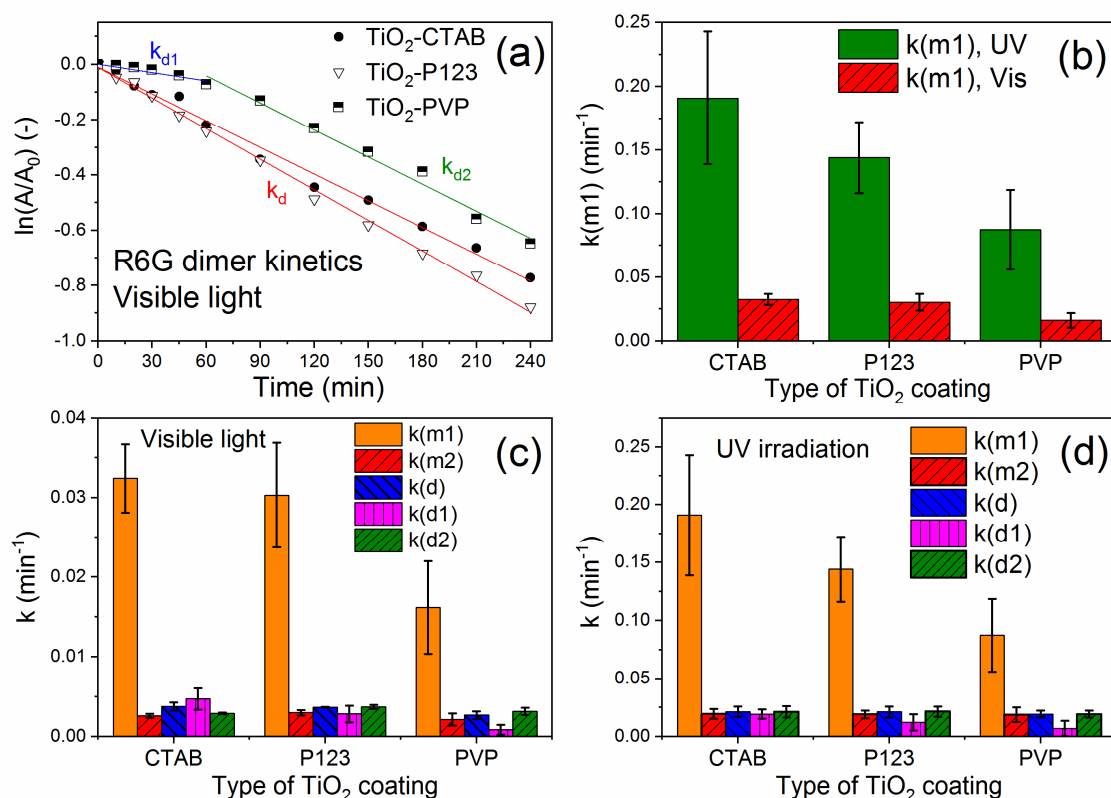 (a)
TiO₂-CTAB
TiO₂-P123
TiO₂-PVP
k_d1
k_d2
k_d
R6G dimer kinetics
Visible light
0.0
-0.2
-0.4
-0.6
-0.8
-1.0
ln(A/A₀) (-)
0 30 60 90 120 150 180 210 240
Time (min)
(b)
k(m1), UV
k(m1), Vis
0.25
0.20
0.15
0.10
0.05
0.00
k(m1) (min⁻¹)
CTAB P123 PVP
Type of TiO₂ coating
(c)
Visible light
k(m1)
k(m2)
k(d)
k(d1)
k(d2)
0.04
0.03
0.02
0.01
0.00
k (min⁻¹)
CTAB P123 PVP
Type of TiO₂ coating
(d)
UV irradiation
k(m1)
k(m2)
k(d)
k(d1)
k(d2)
0.25
0.20
0.15
0.10
0.05
0.00
k (min⁻¹)
CTAB P123 PVP
Type of TiO₂ coating